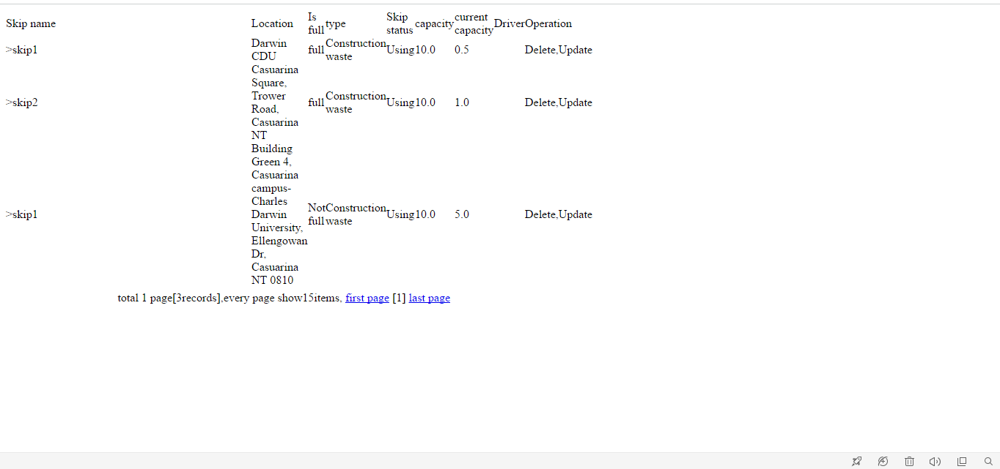 Skip name Location Is full type Skip status capacity current capacity Driver Operation
>skip1 Darwin CDU full Construction waste Using 10.0 0.5 Delete,Update
>skip2 Casuarina Square, Trower Road, Casuarina NT full Construction waste Using 10.0 1.0 Delete,Update
>skip1 Building Green 4, Casuarina campus-Charles Darwin University, Ellengowan Dr, Casuarina NT 0810 Not full Construction waste Using 10.0 5.0 Delete,Update
total 1 page[3records],every page show15items, first page [1] last page